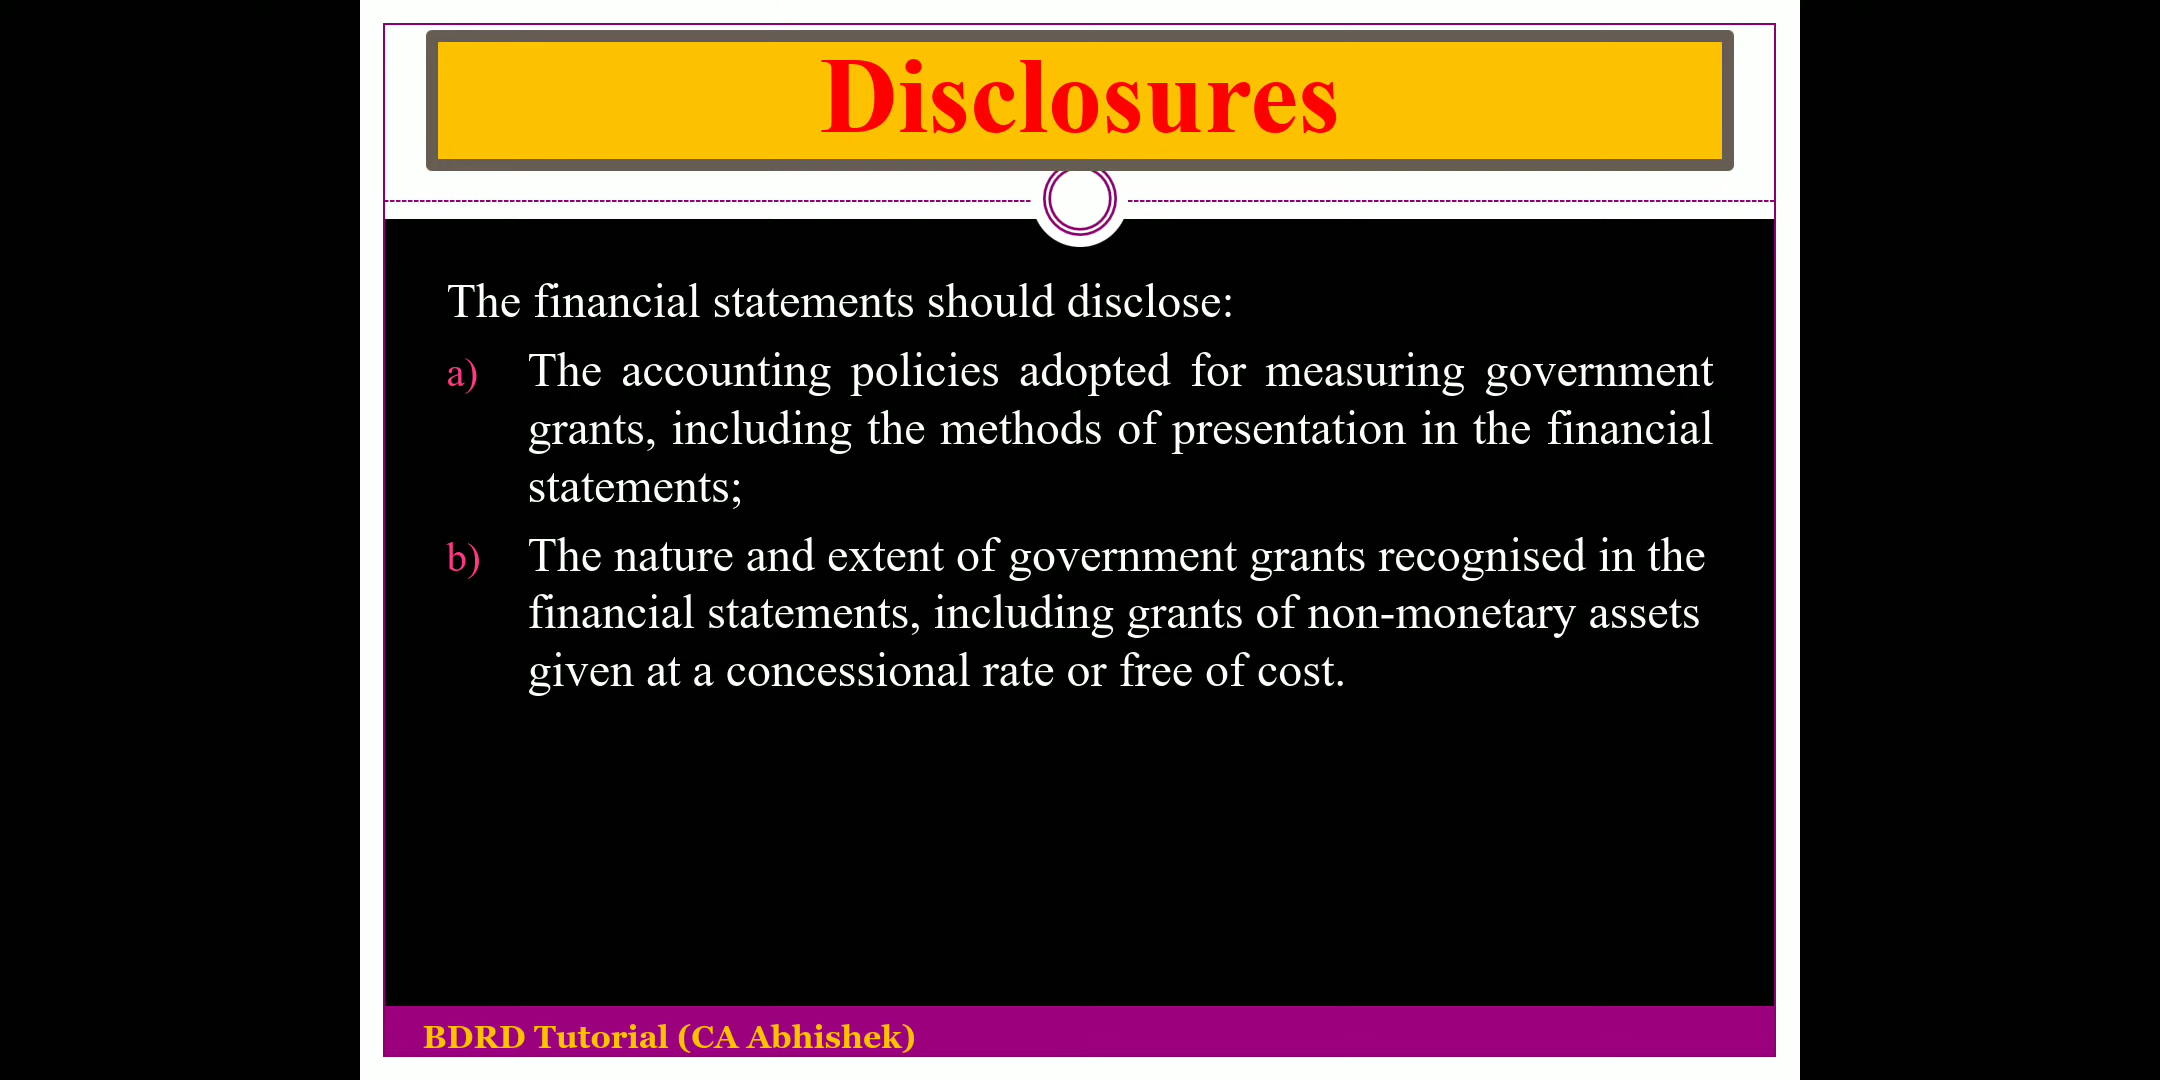 Disclosures
The financial statements should disclose:
a) The accounting policies adopted for measuring government
grants, including the methods of presentation in the financial
statements;
b) The nature and extent of government grants recognised in the
financial statements, including grants of non-monetary assets
given at a concessional rate or free of cost.
BDRD Tutorial (CA Abhishek)